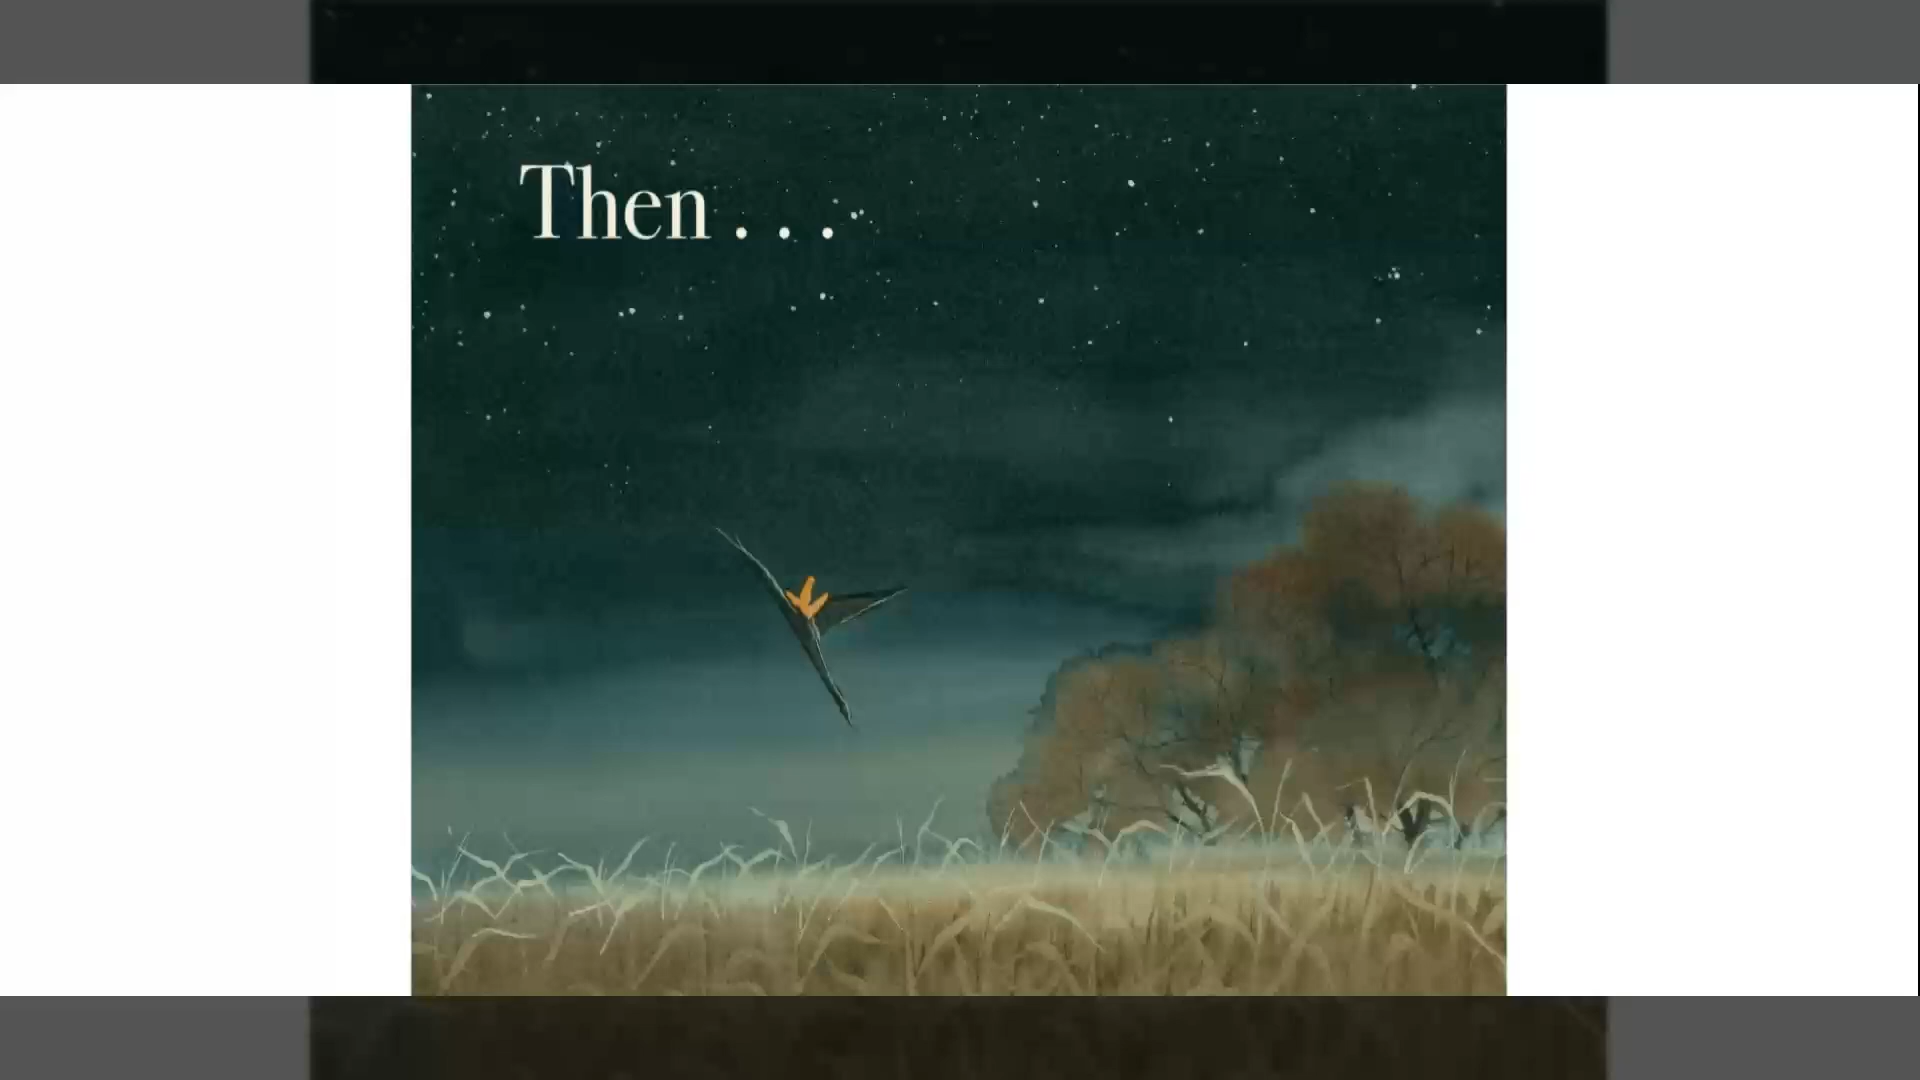 Then . . .